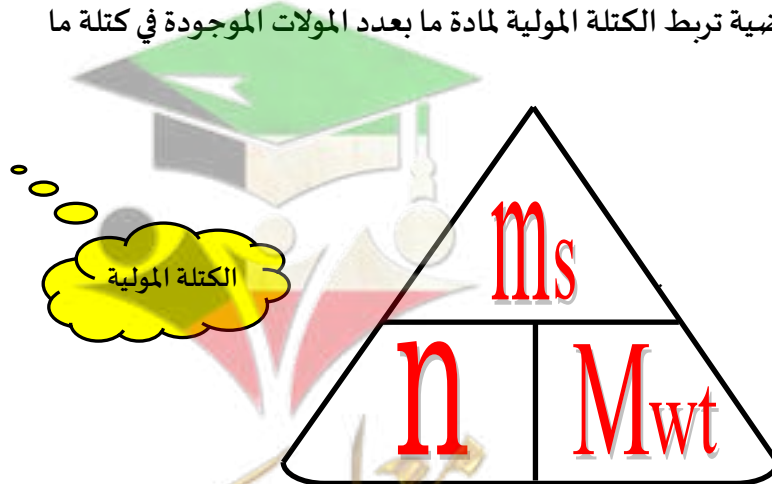 تربط الكتلة المولية لمادة ما بعدد المولات الموجودة في كتلة ما
ms
الكتلة المولية
n Mwt